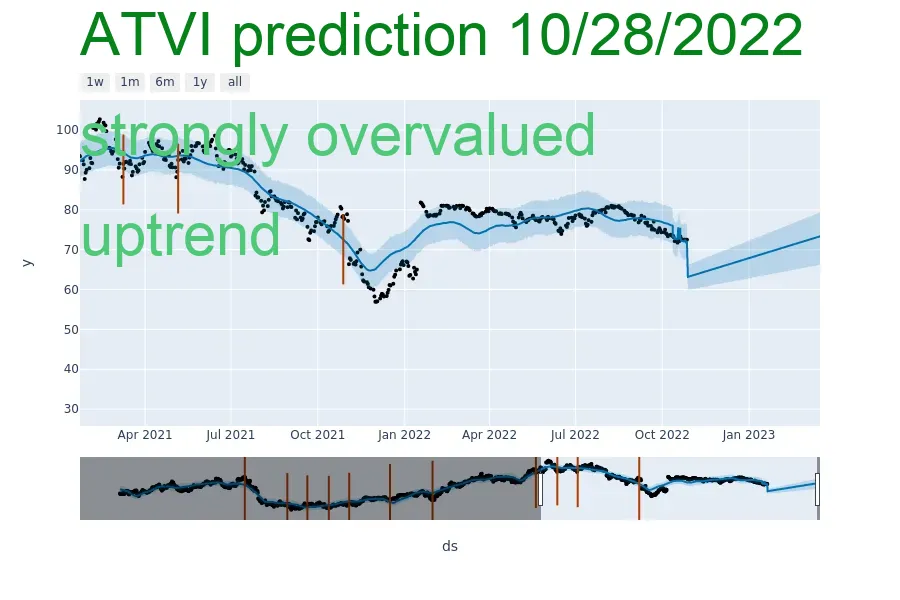 ATVI prediction 10/28/2022
1w 1m 6m 1y all
strongly overvalued
uptrend
100
90
80
70
60
50
40
30
y
Apr 2021 Jul 2021 Oct 2021 Jan 2022 Apr 2022 Jul 2022 Oct 2022 Jan 2023
ds